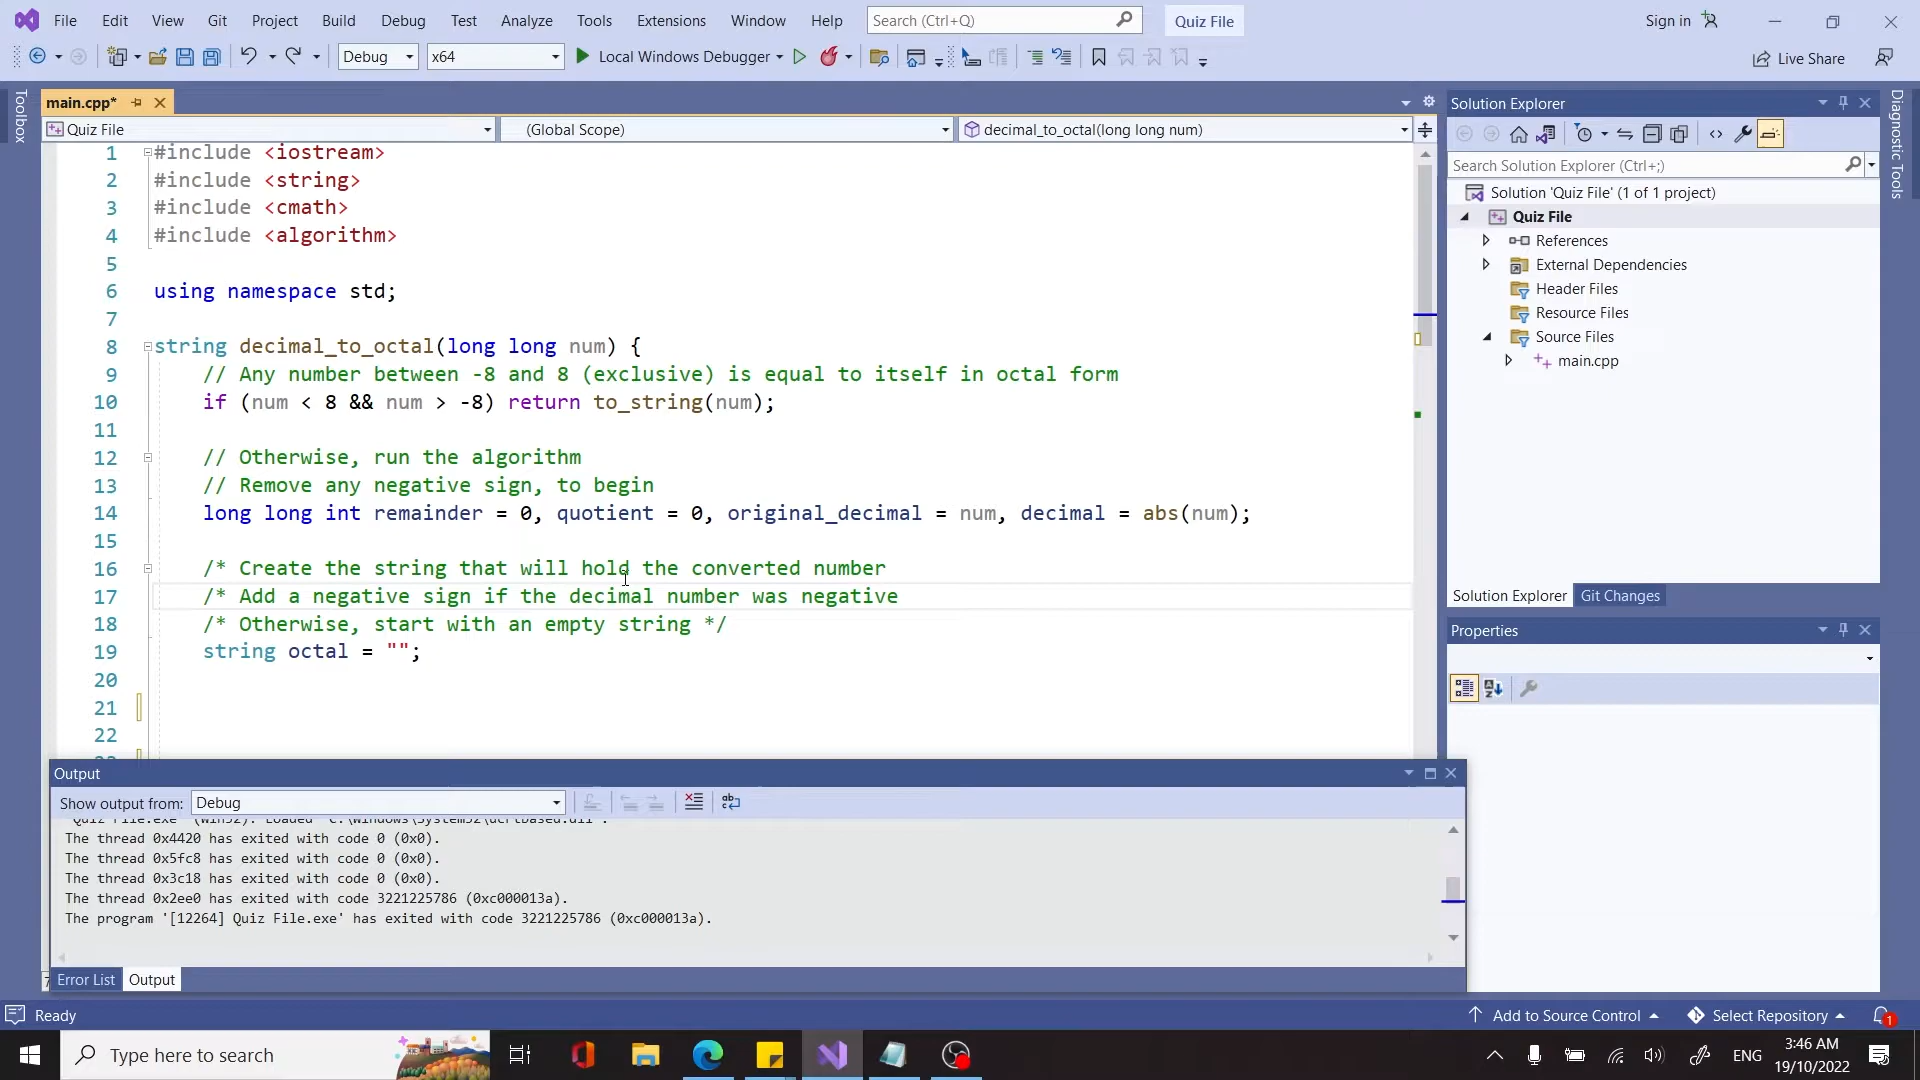 File Edit View Git Project Build Debug Test Analyze Tools Extensions Window Help Search (Ctrl+Q) Quiz File Sign in
Debug x64 Local Windows Debugger Live Share
Toolbox
main.cpp*
Quiz File (Global Scope) decimal_to_octal(long long num)
1 #include <iostream>
2 #include <string>
3 #include <cmath>
4 #include <algorithm>
5
6 using namespace std;
7
8 string decimal_to_octal(long long num) {
9 // Any number between -8 and 8 (exclusive) is equal to itself in octal form
10 if (num < 8 && num > -8) return to_string(num);
11
12 // Otherwise, run the algorithm
13 // Remove any negative sign, to begin
14 long long int remainder = 0, quotient = 0, original_decimal = num, decimal = abs(num);
15
16 /* Create the string that will hold the converted number
17 /* Add a negative sign if the decimal number was negative
18 /* Otherwise, start with an empty string */
19 string octal = "";
20
21
22
Output
Show output from: Debug
'Quiz File.exe' (Win32): Loaded 'C:\Windows\System32\ucrtbased.dll'.
The thread 0x4420 has exited with code 0 (0x0).
The thread 0x5fc8 has exited with code 0 (0x0).
The thread 0x3c18 has exited with code 0 (0x0).
The thread 0x2ee0 has exited with code 3221225786 (0xc000013a).
The program '[12264] Quiz File.exe' has exited with code 3221225786 (0xc000013a).
Error List Output
Solution Explorer
Search Solution Explorer (Ctrl+;)
Solution 'Quiz File' (1 of 1 project)
Quiz File
References
External Dependencies
Header Files
Resource Files
Source Files
main.cpp
Solution Explorer Git Changes
Properties
Diagnostic Tools
Ready Add to Source Control Select Repository 1
Type here to search ENG 3:46 AM
19/10/2022